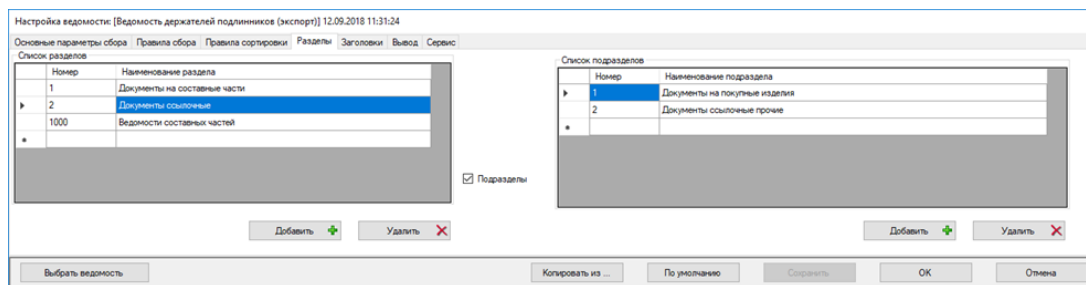 Настройка ведомости: [Ведомость держателей подлинников (экспорт)] 12.09.2018 11:31:24
Основные параметры сбора Правила сбора Правила сортировки Разделы Заголовки Вывод Сервис
Список разделов
Номер Наименование раздела
1 Документы на составные части
2 Документы ссылочные
1000 Ведомости составных частей
Подразделы
Добавить Удалить
Список подразделов
Номер Наименование подраздела
1 Документы на покупные изделия
2 Документы ссылочные прочие
Добавить Удалить
Выбрать ведомость Копировать из ... По умолчанию Сохранить OK Отмена